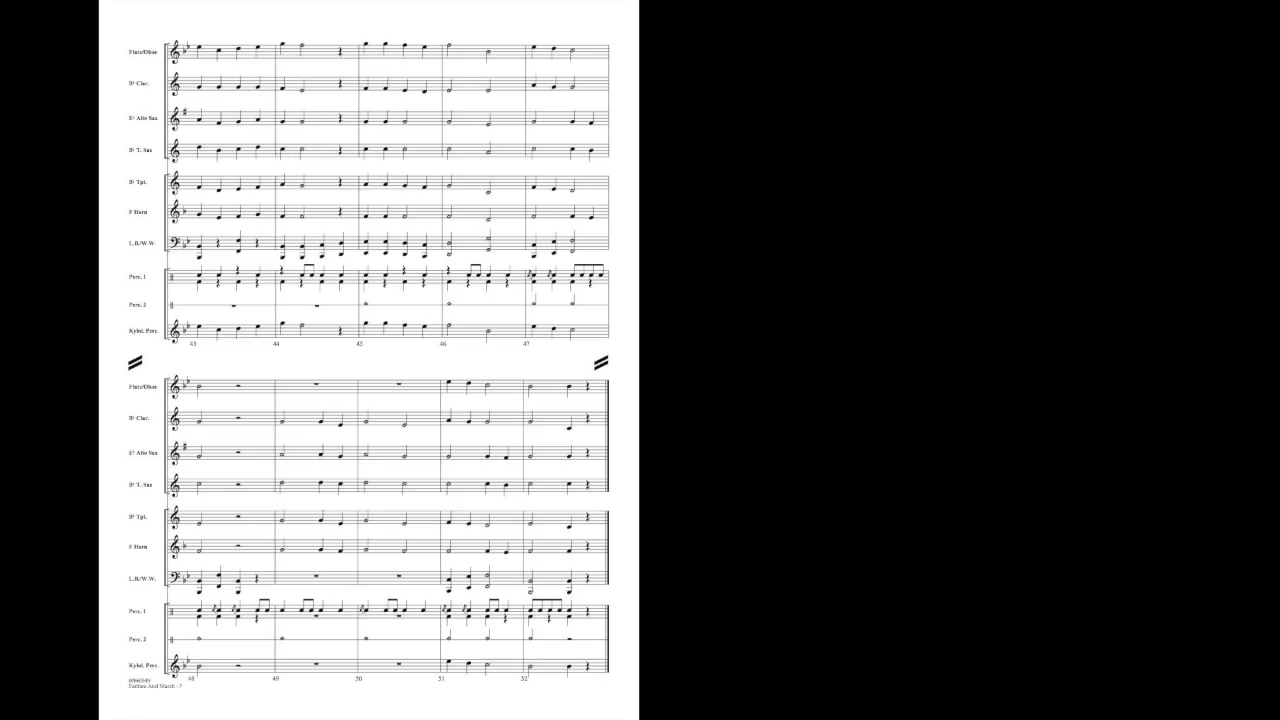 Flute/Oboe
B♭ Clar.
E♭ Alto Sax
B♭ T. Sax
B♭ Tpt.
F Horn
L.B./W.W.
Perc. 1
Perc. 2
Kybd. Perc.
43 44 45 46 47
Flute/Oboe
B♭ Clar.
E♭ Alto Sax
B♭ T. Sax
B♭ Tpt.
F Horn
L.B./W.W.
Perc. 1
Perc. 2
Kybd. Perc.
48 49 50 51 52
Fanfare And March - 7